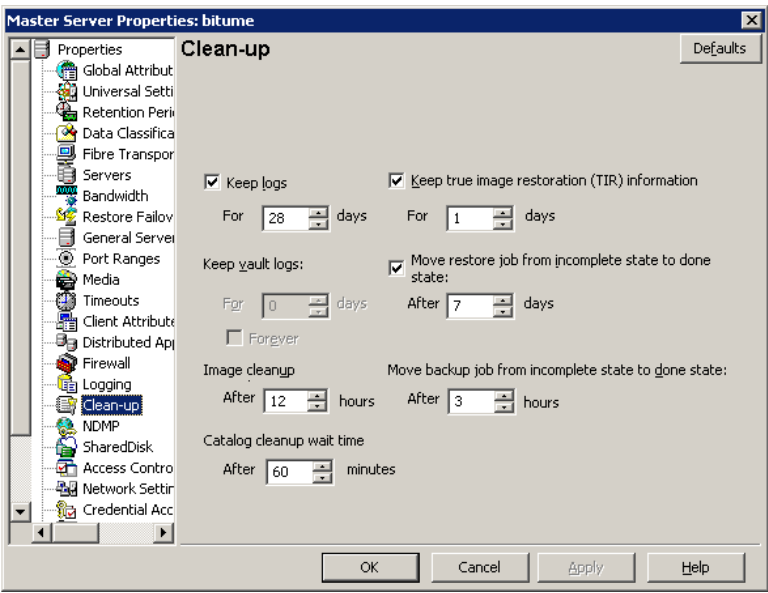 Master Server Properties: bitume
Properties
Global Attribut
Universal Setti
Retention Peri
Data Classifica
Fibre Transpor
Servers
Bandwidth
Restore Failov
General Server
Port Ranges
Media
Timeouts
Client Attribute
Distributed App
Firewall
Logging
Clean-up
NDMP
SharedDisk
Access Contro
Network Settin
Credential Acc
Clean-up
Defaults
Keep logs
For 28 days
Keep true image restoration (TIR) information
For 1 days
Keep vault logs:
For 0 days
Forever
Move restore job from incomplete state to done
state:
After 7 days
Image cleanup
After 12 hours
Move backup job from incomplete state to done state:
After 3 hours
Catalog cleanup wait time
After 60 minutes
OK Cancel Apply Help